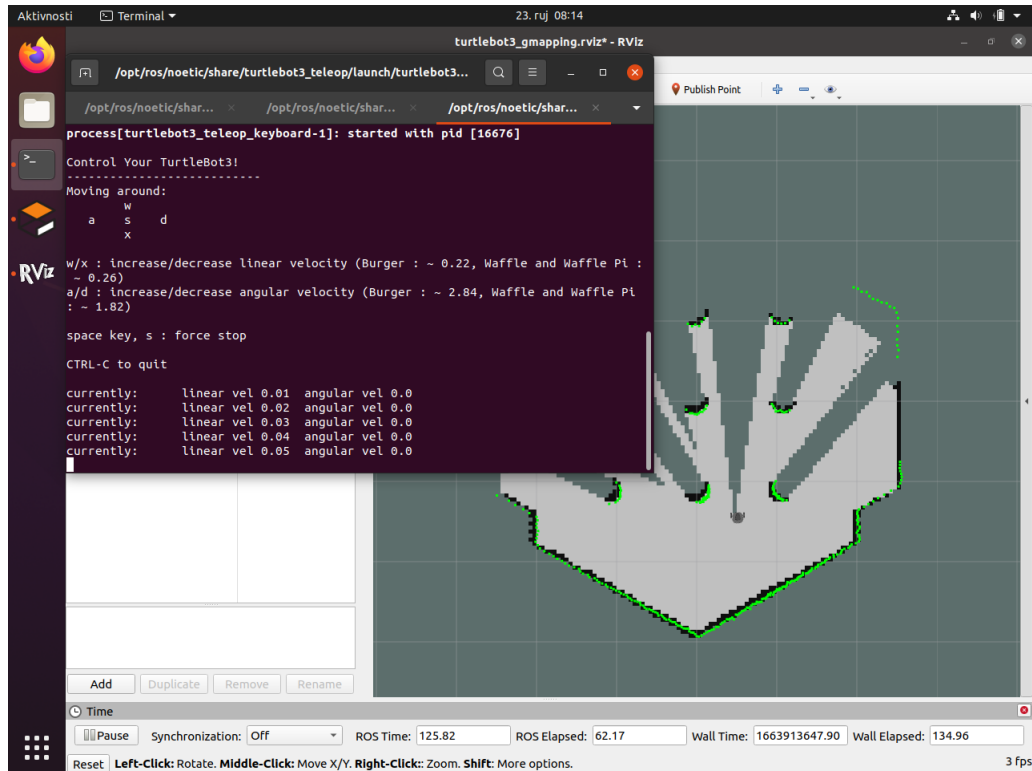 Aktivnosti
Terminal
23. ruj 08:14
turtlebot3_gmapping.rviz* - RViz
/opt/ros/noetic/share/turtlebot3_teleop/launch/turtlebot3...
Publish Point
/opt/ros/noetic/shar...
/opt/ros/noetic/shar...
/opt/ros/noetic/shar...
process[turtlebot3_teleop_keyboard-1]: started with pid [16676]
Control Your TurtleBot3!
---------------------------
Moving around:
w
a s d
x
w/x : increase/decrease linear velocity (Burger : ~ 0.22, Waffle and Waffle Pi :
~ 0.26)
a/d : increase/decrease angular velocity (Burger : ~ 2.84, Waffle and Waffle Pi
: ~ 1.82)
space key, s : force stop
CTRL-C to quit
currently: linear vel 0.01 angular vel 0.0
currently: linear vel 0.02 angular vel 0.0
currently: linear vel 0.03 angular vel 0.0
currently: linear vel 0.04 angular vel 0.0
currently: linear vel 0.05 angular vel 0.0
RViz
Add Duplicate Remove Rename
Time
Pause Synchronization: Off ROS Time: 125.82 ROS Elapsed: 62.17 Wall Time: 1663913647.90 Wall Elapsed: 134.96
Reset Left-Click: Rotate. Middle-Click: Move X/Y. Right-Click:: Zoom. Shift: More options. 3 fps